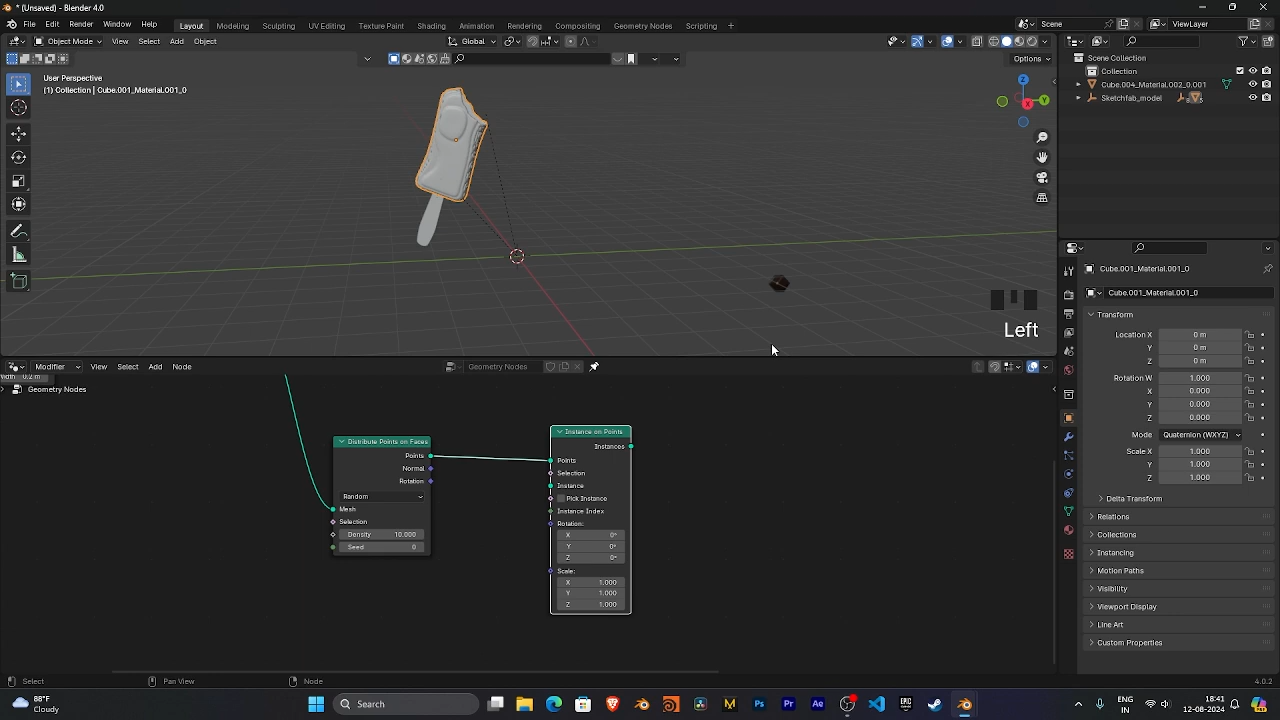 * (Unsaved) - Blender 4.0
File Edit Render Window Help Layout Modeling Sculpting UV Editing Texture Paint Shading Animation Rendering Compositing Geometry Nodes Scripting + Scene ViewLayer
Object Mode View Select Add Object Global
Options
User Perspective
(1) Collection | Cube.001_Material.001_0
Scene Collection
Collection
Cube.004_Material.002_0.001
Sketchfab_model
Z
Y
X
Left
Cube.001_Material.001_0
Cube.001_Material.001_0
Transform
Location X 0 m
Y 0 m
Z 0 m
Rotation W 1.000
X 0.000
Y 0.000
Z 0.000
Mode Quaternion (WXYZ)
Scale X 1.000
Y 1.000
Z 1.000
Delta Transform
Relations
Collections
Instancing
Motion Paths
Visibility
Viewport Display
Line Art
Custom Properties
Modifier View Select Add Node Geometry Nodes
Width 0.2 m
Geometry Nodes
Distribute Points on Faces
Points
Normal
Rotation
Random
Mesh
Selection
Density 10.000
Seed 0
Instance on Points
Instances
Points
Selection
Instance
Pick Instance
Instance Index
Rotation:
X 0°
Y 0°
Z 0°
Scale:
X 1.000
Y 1.000
Z 1.000
Select Pan View Node 4.0.2
88°F
Cloudy
Search
ENG
IN
18:41
12-08-2024